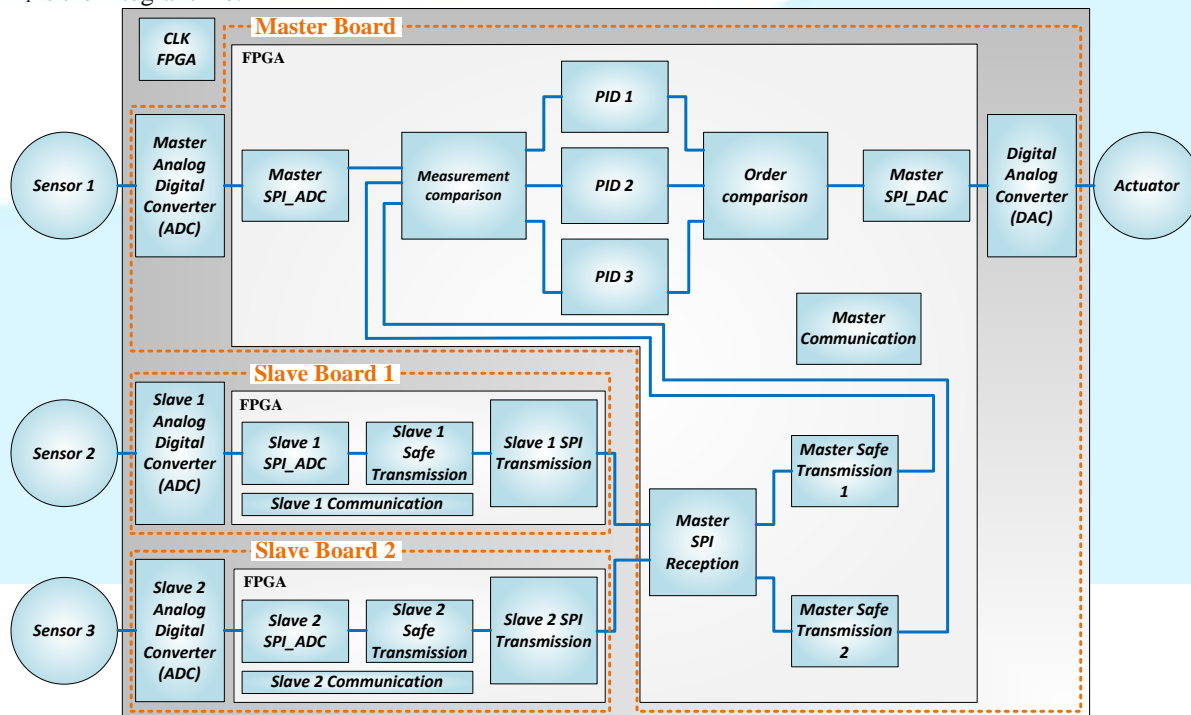 Master Board
CLK
FPGA
FPGA
PID 1
PID 2
PID 3
Sensor 1
Master
Analog
Digital
Converter
(ADC)
Master
SPI_ADC
Measurement
comparison
Order
comparison
Master
SPI_DAC
Digital
Analog
Converter
(DAC)
Actuator
Master
Communication
Slave Board 1
FPGA
Sensor 2
Slave 1
Analog
Digital
Converter
(ADC)
Slave 1
SPI_ADC
Slave 1
Safe
Transmission
Slave 1 SPI
Transmission
Slave 1 Communication
Master Safe
Transmission
1
Master
SPI
Reception
Slave Board 2
FPGA
Sensor 3
Slave 2
Analog
Digital
Converter
(ADC)
Slave 2
SPI_ADC
Slave 2
Safe
Transmission
Slave 2 SPI
Transmission
Slave 2 Communication
Master Safe
Transmission
2